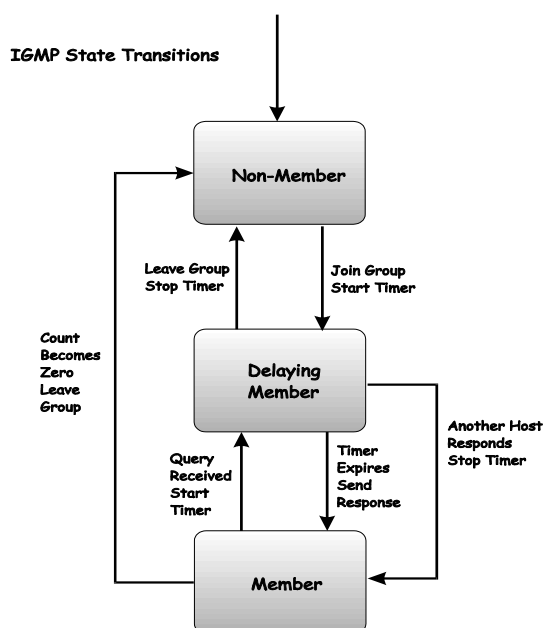 IGMP State Transitions
Non-Member
Leave Group
Stop Timer
Join Group
Start Timer
Count
Becomes
Zero
Leave
Group
Delaying
Member
Another Host
Responds
Stop Timer
Query
Received
Start
Timer
Timer
Expires
Send
Response
Member